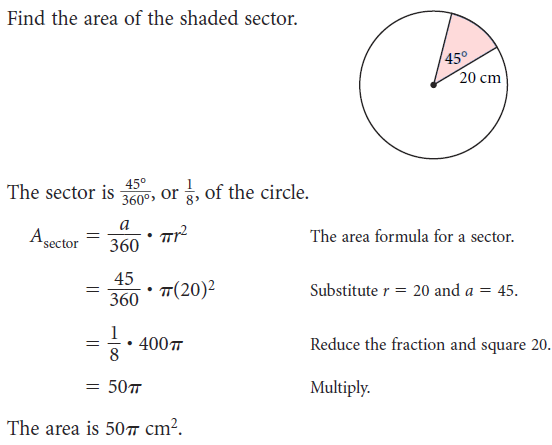 Find the area of the shaded sector.
45°
20 cm
The sector is 45°/360°, or 1/8, of the circle.
A_sector = a/360 • πr² The area formula for a sector.
= 45/360 • π(20)² Substitute r = 20 and a = 45.
= 1/8 • 400π Reduce the fraction and square 20.
= 50π Multiply.
The area is 50π cm².